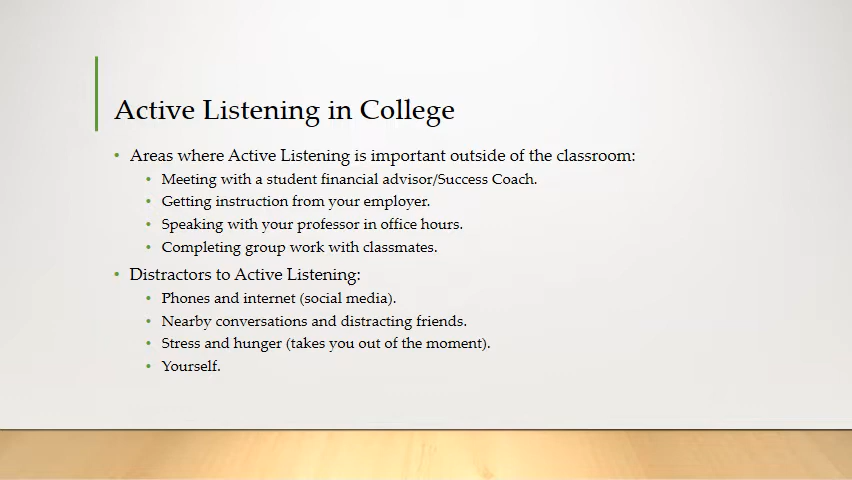 Active Listening in College
• Areas where Active Listening is important outside of the classroom:
• Meeting with a student financial advisor/Success Coach.
• Getting instruction from your employer.
• Speaking with your professor in office hours.
• Completing group work with classmates.
• Distractors to Active Listening:
• Phones and internet (social media).
• Nearby conversations and distracting friends.
• Stress and hunger (takes you out of the moment).
• Yourself.